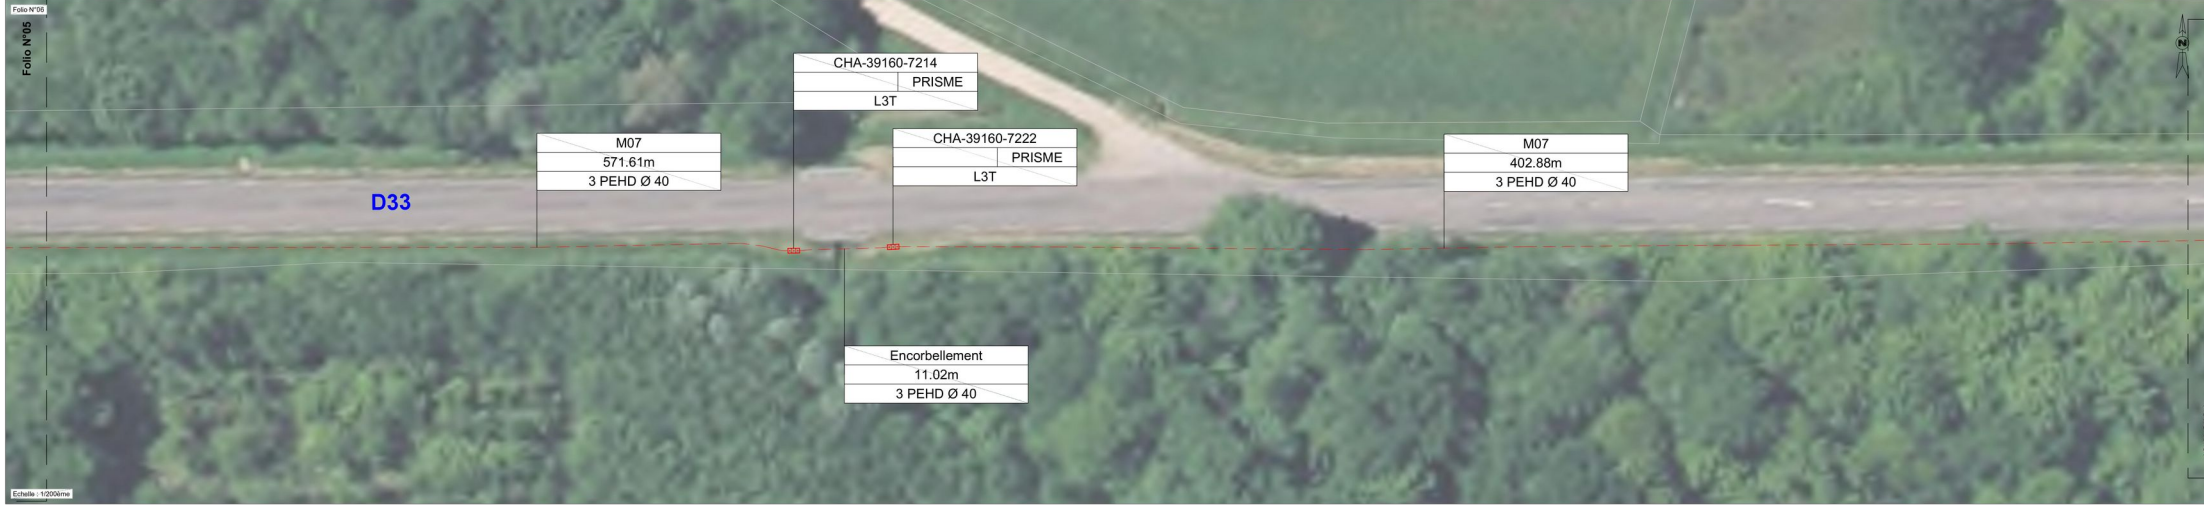 Folio N°06
Folio N°05
N
CHA-39160-7214
PRISME
L3T
M07
571.61m
3 PEHD Ø 40
CHA-39160-7222
PRISME
L3T
M07
402.88m
3 PEHD Ø 40
D33
Encorbellement
11.02m
3 PEHD Ø 40
Echelle : 1/200ème